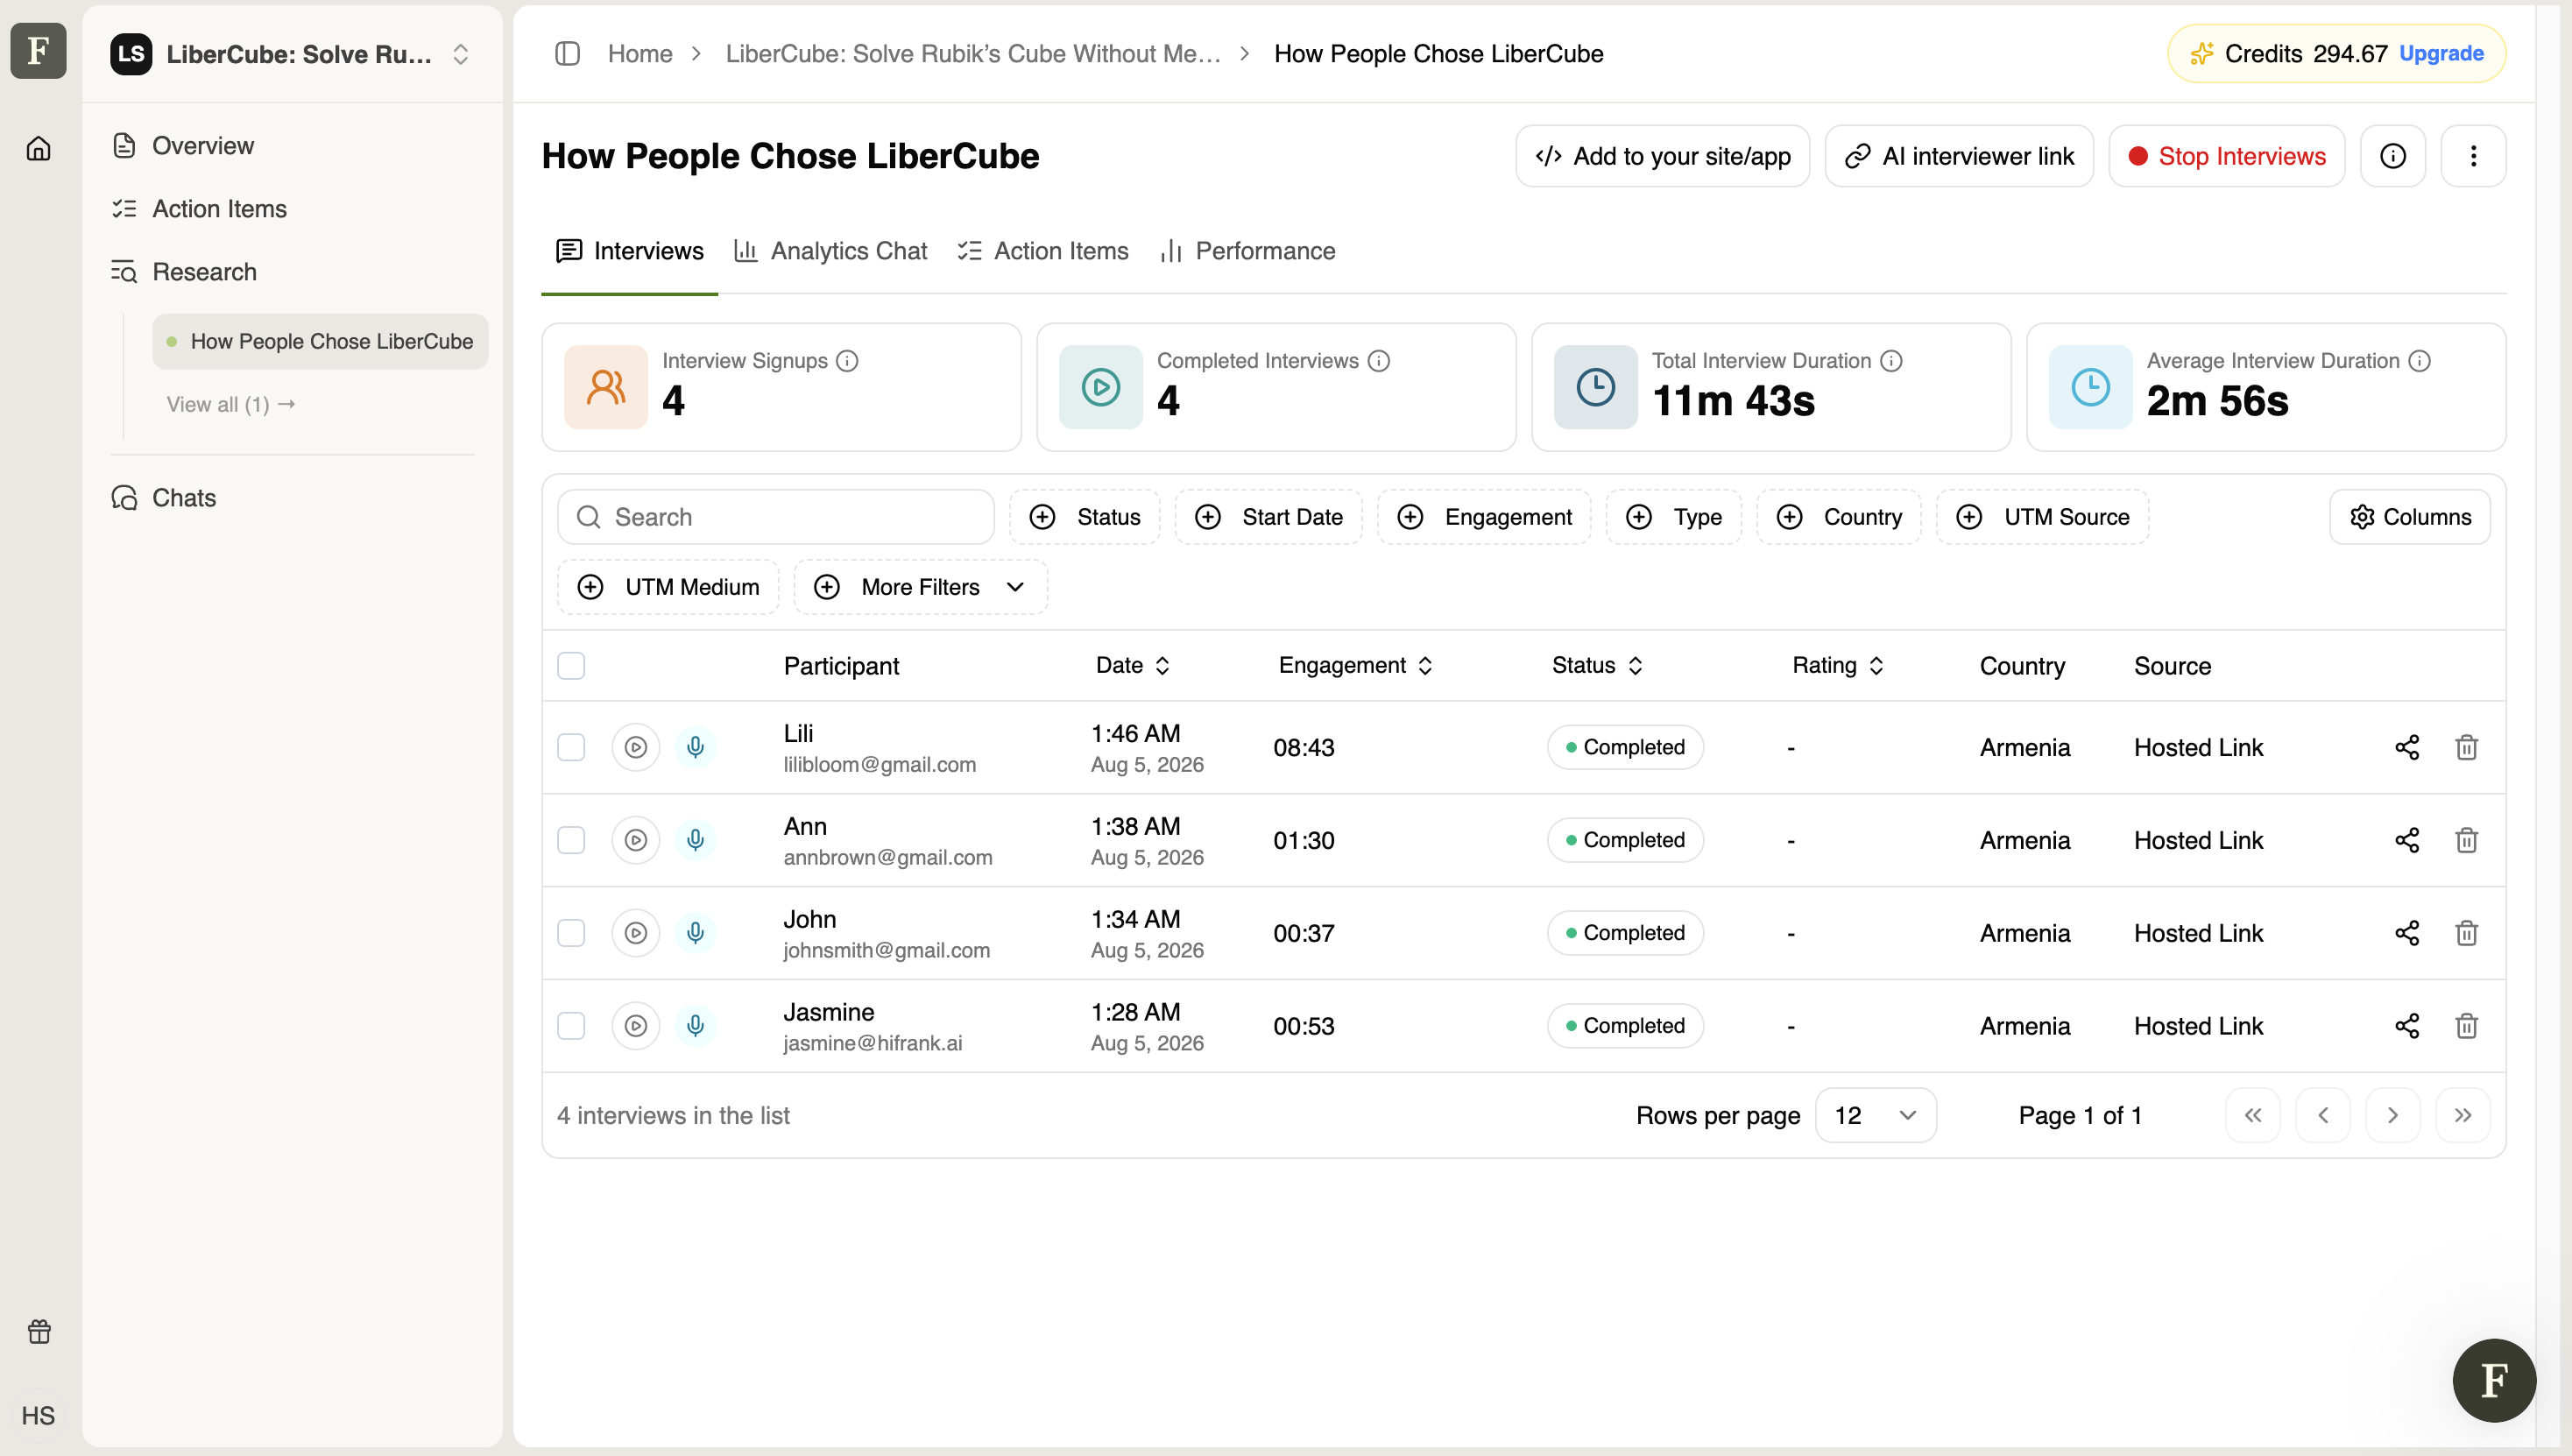 F
LS LiberCube: Solve Ru...
Overview
Action Items
Research
How People Chose LiberCube
View all (1) →
Chats
HS
Home > LiberCube: Solve Rubik’s Cube Without Me... > How People Chose LiberCube
Credits 294.67 Upgrade
How People Chose LiberCube
</> Add to your site/app
AI interviewer link
Stop Interviews
Interviews
Analytics Chat
Action Items
Performance
Interview Signups
4
Completed Interviews
4
Total Interview Duration
11m 43s
Average Interview Duration
2m 56s
Search
Status
Start Date
Engagement
Type
Country
UTM Source
Columns
UTM Medium
More Filters
Participant Date Engagement Status Rating Country Source
Lili 1:46 AM 08:43 Completed - Armenia Hosted Link
lilibloom@gmail.com Aug 5, 2026
Ann 1:38 AM 01:30 Completed - Armenia Hosted Link
annbrown@gmail.com Aug 5, 2026
John 1:34 AM 00:37 Completed - Armenia Hosted Link
johnsmith@gmail.com Aug 5, 2026
Jasmine 1:28 AM 00:53 Completed - Armenia Hosted Link
jasmine@hifrank.ai Aug 5, 2026
4 interviews in the list
Rows per page 12
Page 1 of 1
F